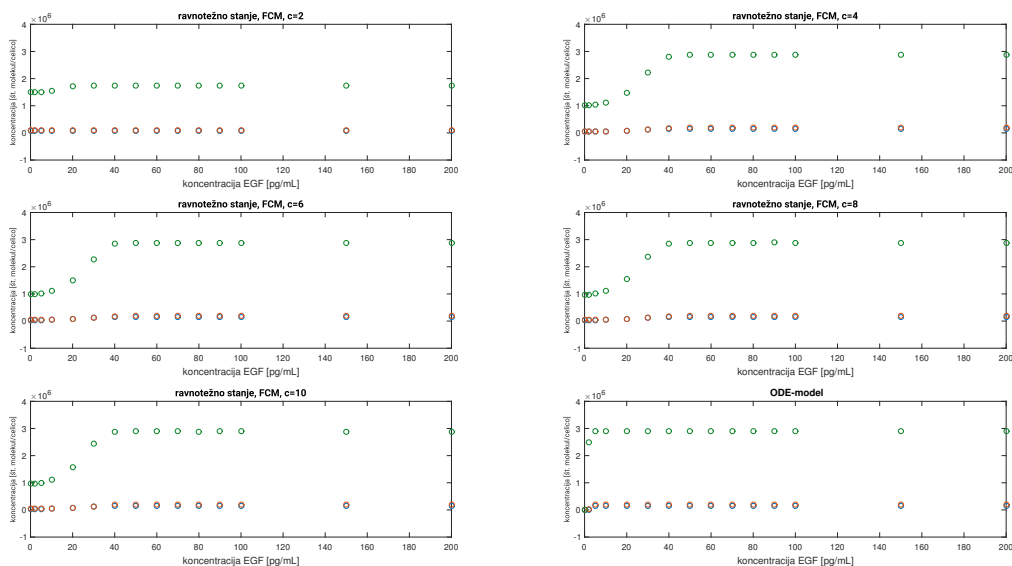 ravnotežno stanje, FCM, c=2
×10^6
4
3
2
1
0
-1
koncentracija [št. molekul/celico]
0 20 40 60 80 100 120 140 160 180 200
koncentracija EGF [pg/mL]
ravnotežno stanje, FCM, c=4
×10^6
4
3
2
1
0
-1
koncentracija [št. molekul/celico]
0 20 40 60 80 100 120 140 160 180 200
koncentracija EGF [pg/mL]
ravnotežno stanje, FCM, c=6
×10^6
4
3
2
1
0
-1
koncentracija [št. molekul/celico]
0 20 40 60 80 100 120 140 160 180 200
koncentracija EGF [pg/mL]
ravnotežno stanje, FCM, c=8
×10^6
4
3
2
1
0
-1
koncentracija [št. molekul/celico]
0 20 40 60 80 100 120 140 160 180 200
koncentracija EGF [pg/mL]
ravnotežno stanje, FCM, c=10
×10^6
4
3
2
1
0
-1
koncentracija [št. molekul/celico]
0 20 40 60 80 100 120 140 160 180 200
koncentracija EGF [pg/mL]
ODE-model
×10^6
4
3
2
1
0
-1
koncentracija [št. molekul/celico]
0 20 40 60 80 100 120 140 160 180 200
koncentracija EGF [pg/mL]